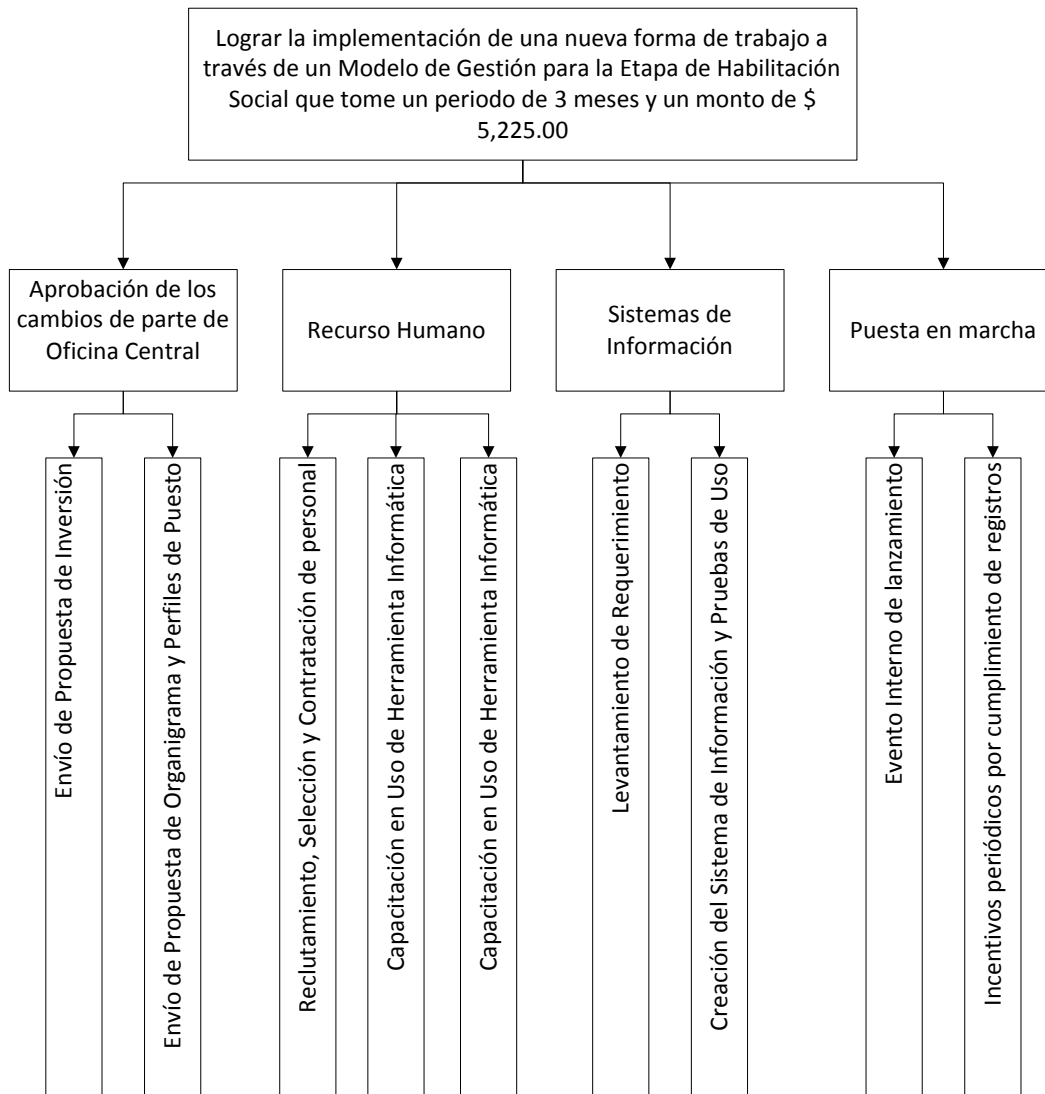 Lograr la implementación de una nueva forma de trabajo a
través de un Modelo de Gestión para la Etapa de Habilitación
Social que tome un periodo de 3 meses y un monto de $
5,225.00
Aprobación de los
cambios de parte de
Oficina Central
Recurso Humano
Sistemas de
Información
Puesta en marcha
Envío de Propuesta de Inversión
Envío de Propuesta de Organigrama y Perfiles de Puesto
Reclutamiento, Selección y Contratación de personal
Capacitación en Uso de Herramienta Informática
Capacitación en Uso de Herramienta Informática
Levantamiento de Requerimiento
Creación del Sistema de Información y Pruebas de Uso
Evento Interno de lanzamiento
Incentivos periódicos por cumplimiento de registros